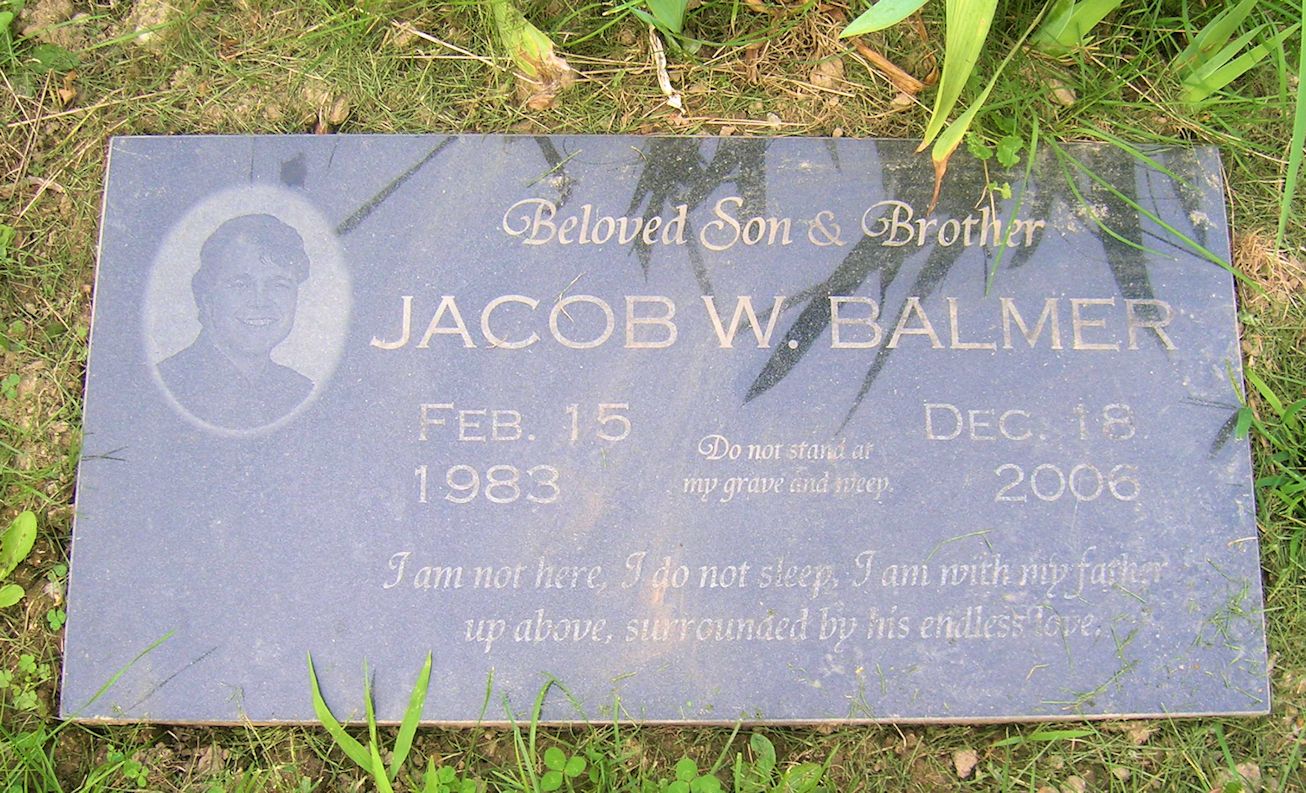 Beloved Son & Brother
JACOB W. BALMER
FEB. 15
1983
Do not stand at
my grave and weep.
DEC. 18
2006
I am not here, I do not sleep, I am with my father
up above, surrounded by his endless love.